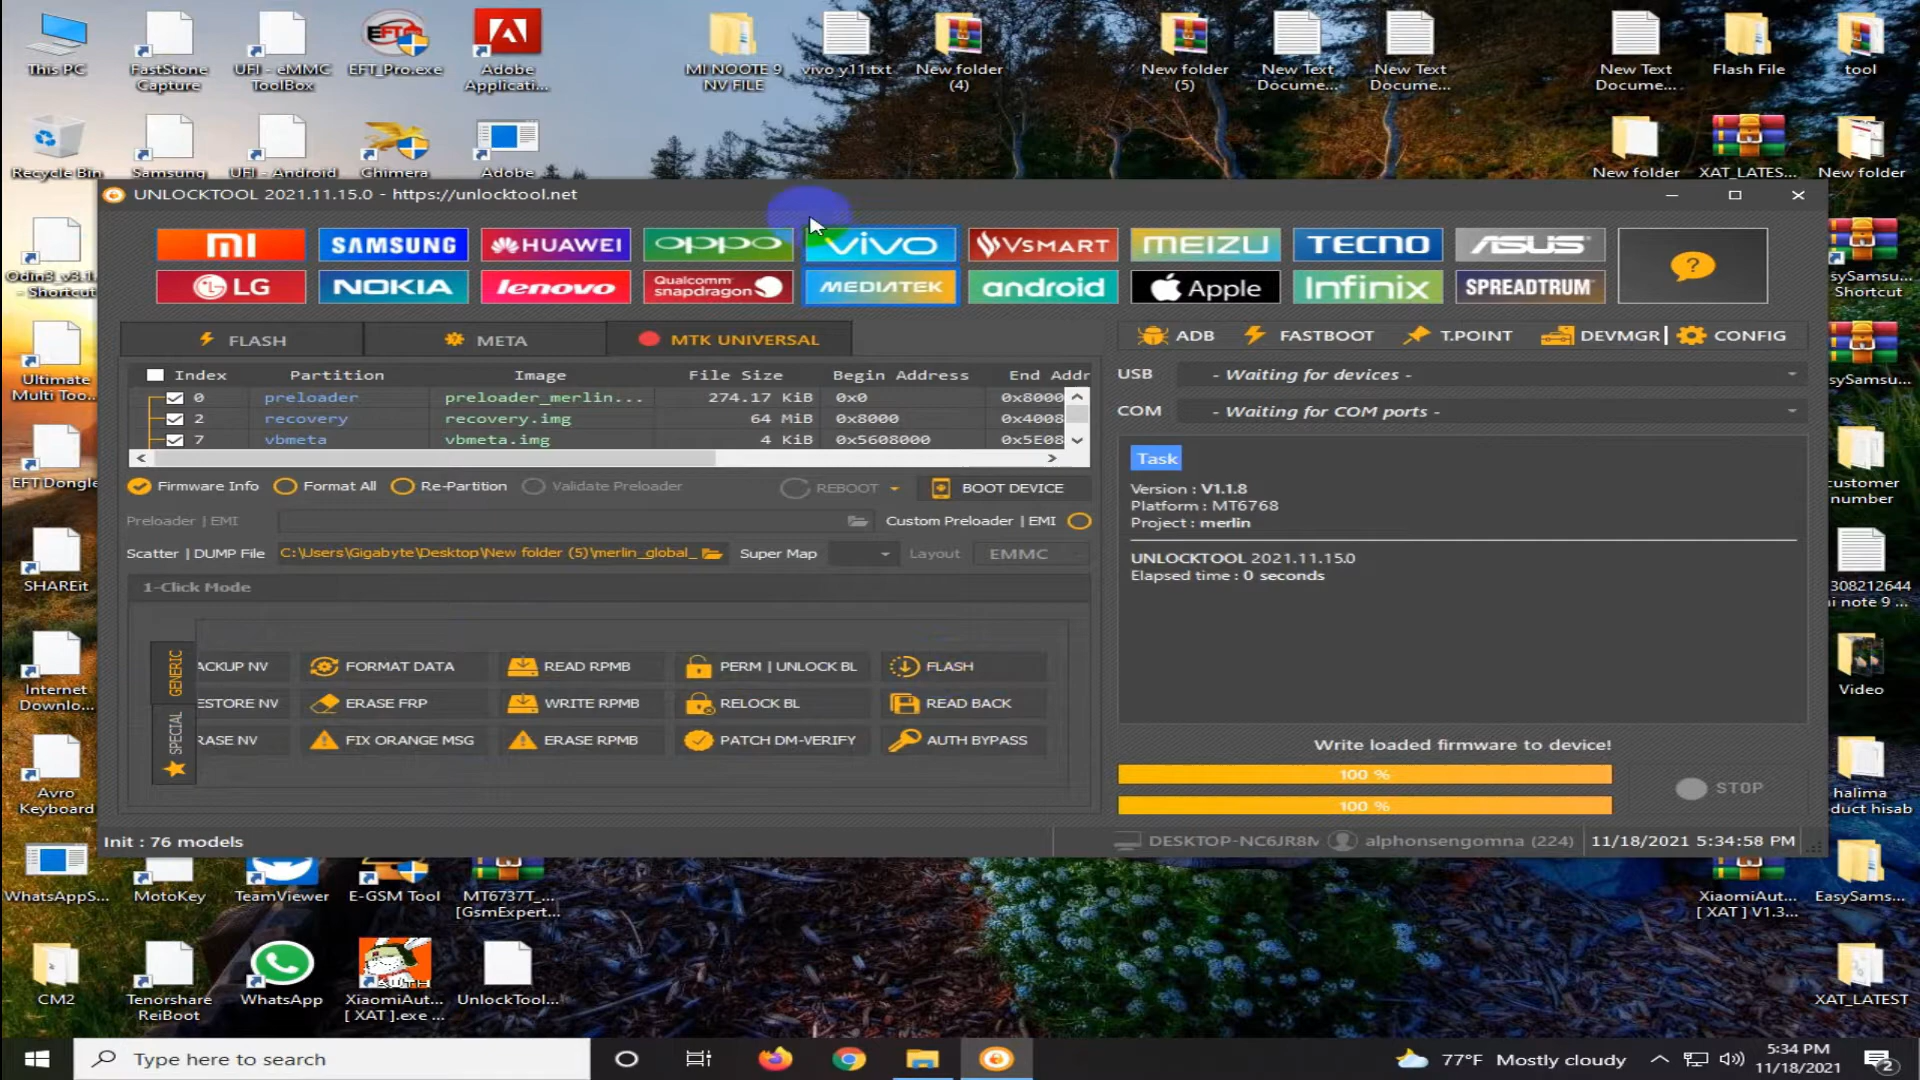 This PC
FastStone
Capture
UFI - eMMC
ToolBox
EFT_Pro.exe
Adobe
Applicati...
MI NOOTE 9
NV FILE
vivo y11.txt
New folder
(4)
New folder
(5)
New Text
Docume...
New Text
Docume...
New Text
Docume...
Flash File
tool
Recycle Bin
Samsung
UFI - Android
Chimera
Adobe
New folder
XAT_LATES...
New folder
UNLOCKTOOL 2021.11.15.0 - https://unlocktool.net
SAMSUNG
HUAWEI
oppo
vivo
VSMART
MEIZU
TECNO
ASUS
?
LG
NOKIA
lenovo
Qualcomm
snapdragon
MEDIATEK
android
Apple
Infinix
SPREADTRUM
FLASH
META
MTK UNIVERSAL
ADB
FASTBOOT
T.POINT
DEVMGR
CONFIG
Index Partition Image File Size Begin Address End Addr
0 preloader preloader_merlin... 274.17 KiB 0x0 0x8000
2 recovery recovery.img 64 MiB 0x8000 0x4008
7 vbmeta vbmeta.img 4 KiB 0x5608000 0x5E08
USB - Waiting for devices -
COM - Waiting for COM ports -
Firmware Info Format All Re-Partition Validate Preloader REBOOT BOOT DEVICE
Preloader | EMI Custom Preloader | EMI
Scatter | DUMP File C:\Users\Gigabyte\Desktop\New folder (5)\merlin_global_ Super Map Layout EMMC
1-Click Mode
GENERIC
SPECIAL
ACKUP NV FORMAT DATA READ RPMB PERM | UNLOCK BL FLASH
ESTORE NV ERASE FRP WRITE RPMB RELOCK BL READ BACK
RASE NV FIX ORANGE MSG ERASE RPMB PATCH DM-VERIFY AUTH BYPASS
Task
Version : V1.1.8
Platform : MT6768
Project : merlin
UNLOCKTOOL 2021.11.15.0
Elapsed time : 0 seconds
Write loaded firmware to device!
100 %
100 %
STOP
Init : 76 models
DESKTOP-NC6JR8M
alphonsengomna (224)
11/18/2021 5:34:58 PM
Odin3_v3.1...
- Shortcut
Ultimate
Multi Too...
EFT Dongle
SHAREit
Internet
Downlo...
Avro
Keyboard
asySamsu...
Shortcut
asySamsu...
customer
number
308212644
mi note 9 ...
Video
halima
duct hisab
WhatsAppS...
MotoKey
TeamViewer
E-GSM Tool
MT6737T_...
[GsmExpert...
XiaomiAut...
[ XAT ] V1.3...
EasySams...
CM2
Tenorshare
ReiBoot
WhatsApp
AUTH
XiaomiAut...
[ XAT ].exe ...
UnlockTool...
XAT_LATEST
Type here to search
77°F Mostly cloudy
5:34 PM
11/18/2021
2